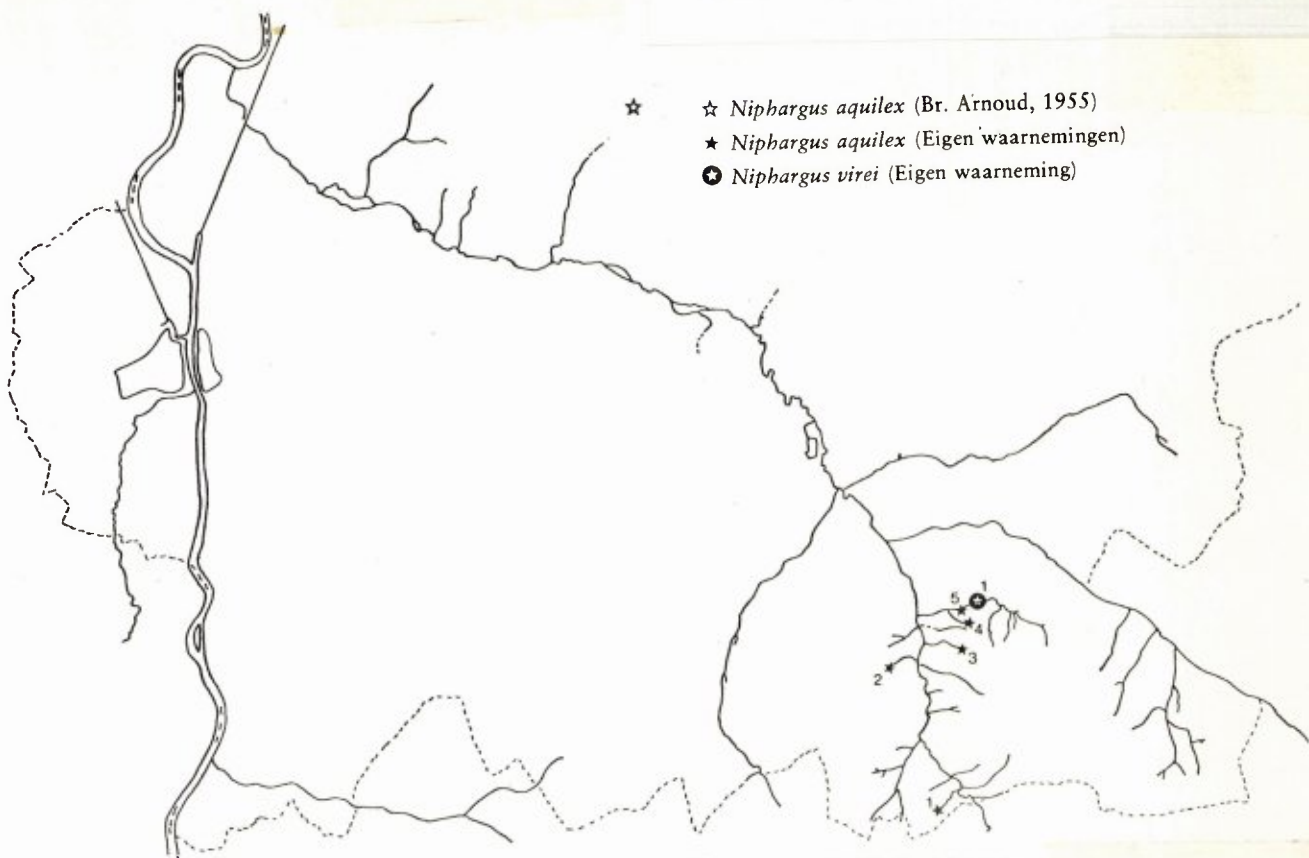 ☆ Niphargus aquilex (Br. Arnoud, 1955)
★ Niphargus aquilex (Eigen waarnemingen)
✪ Niphargus virei (Eigen waarneming)
1
5
4
3
2
1